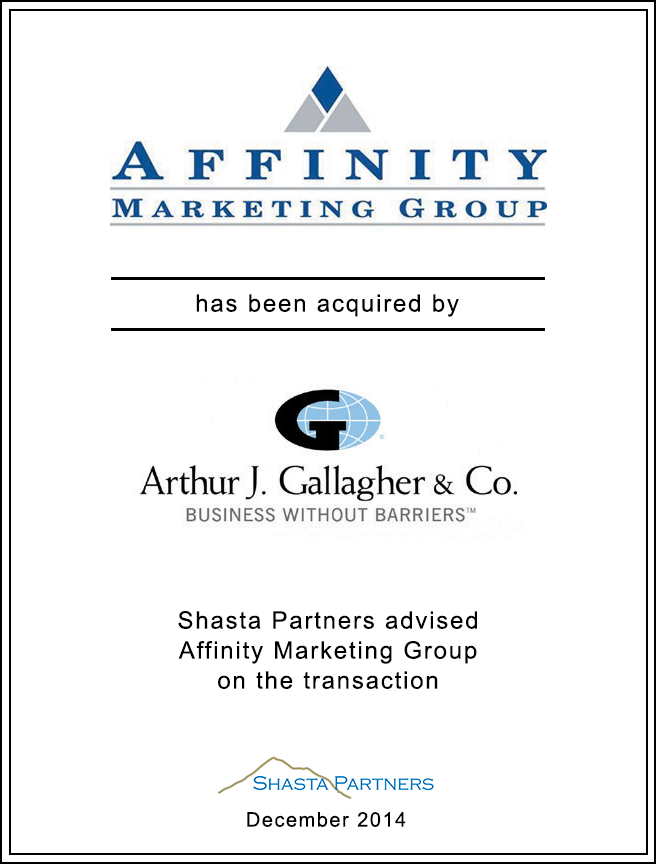 AFFINITY
MARKETING GROUP
has been acquired by
G
Arthur J. Gallagher & Co.
BUSINESS WITHOUT BARRIERS™
Shasta Partners advised
Affinity Marketing Group
on the transaction
SHASTA PARTNERS
December 2014